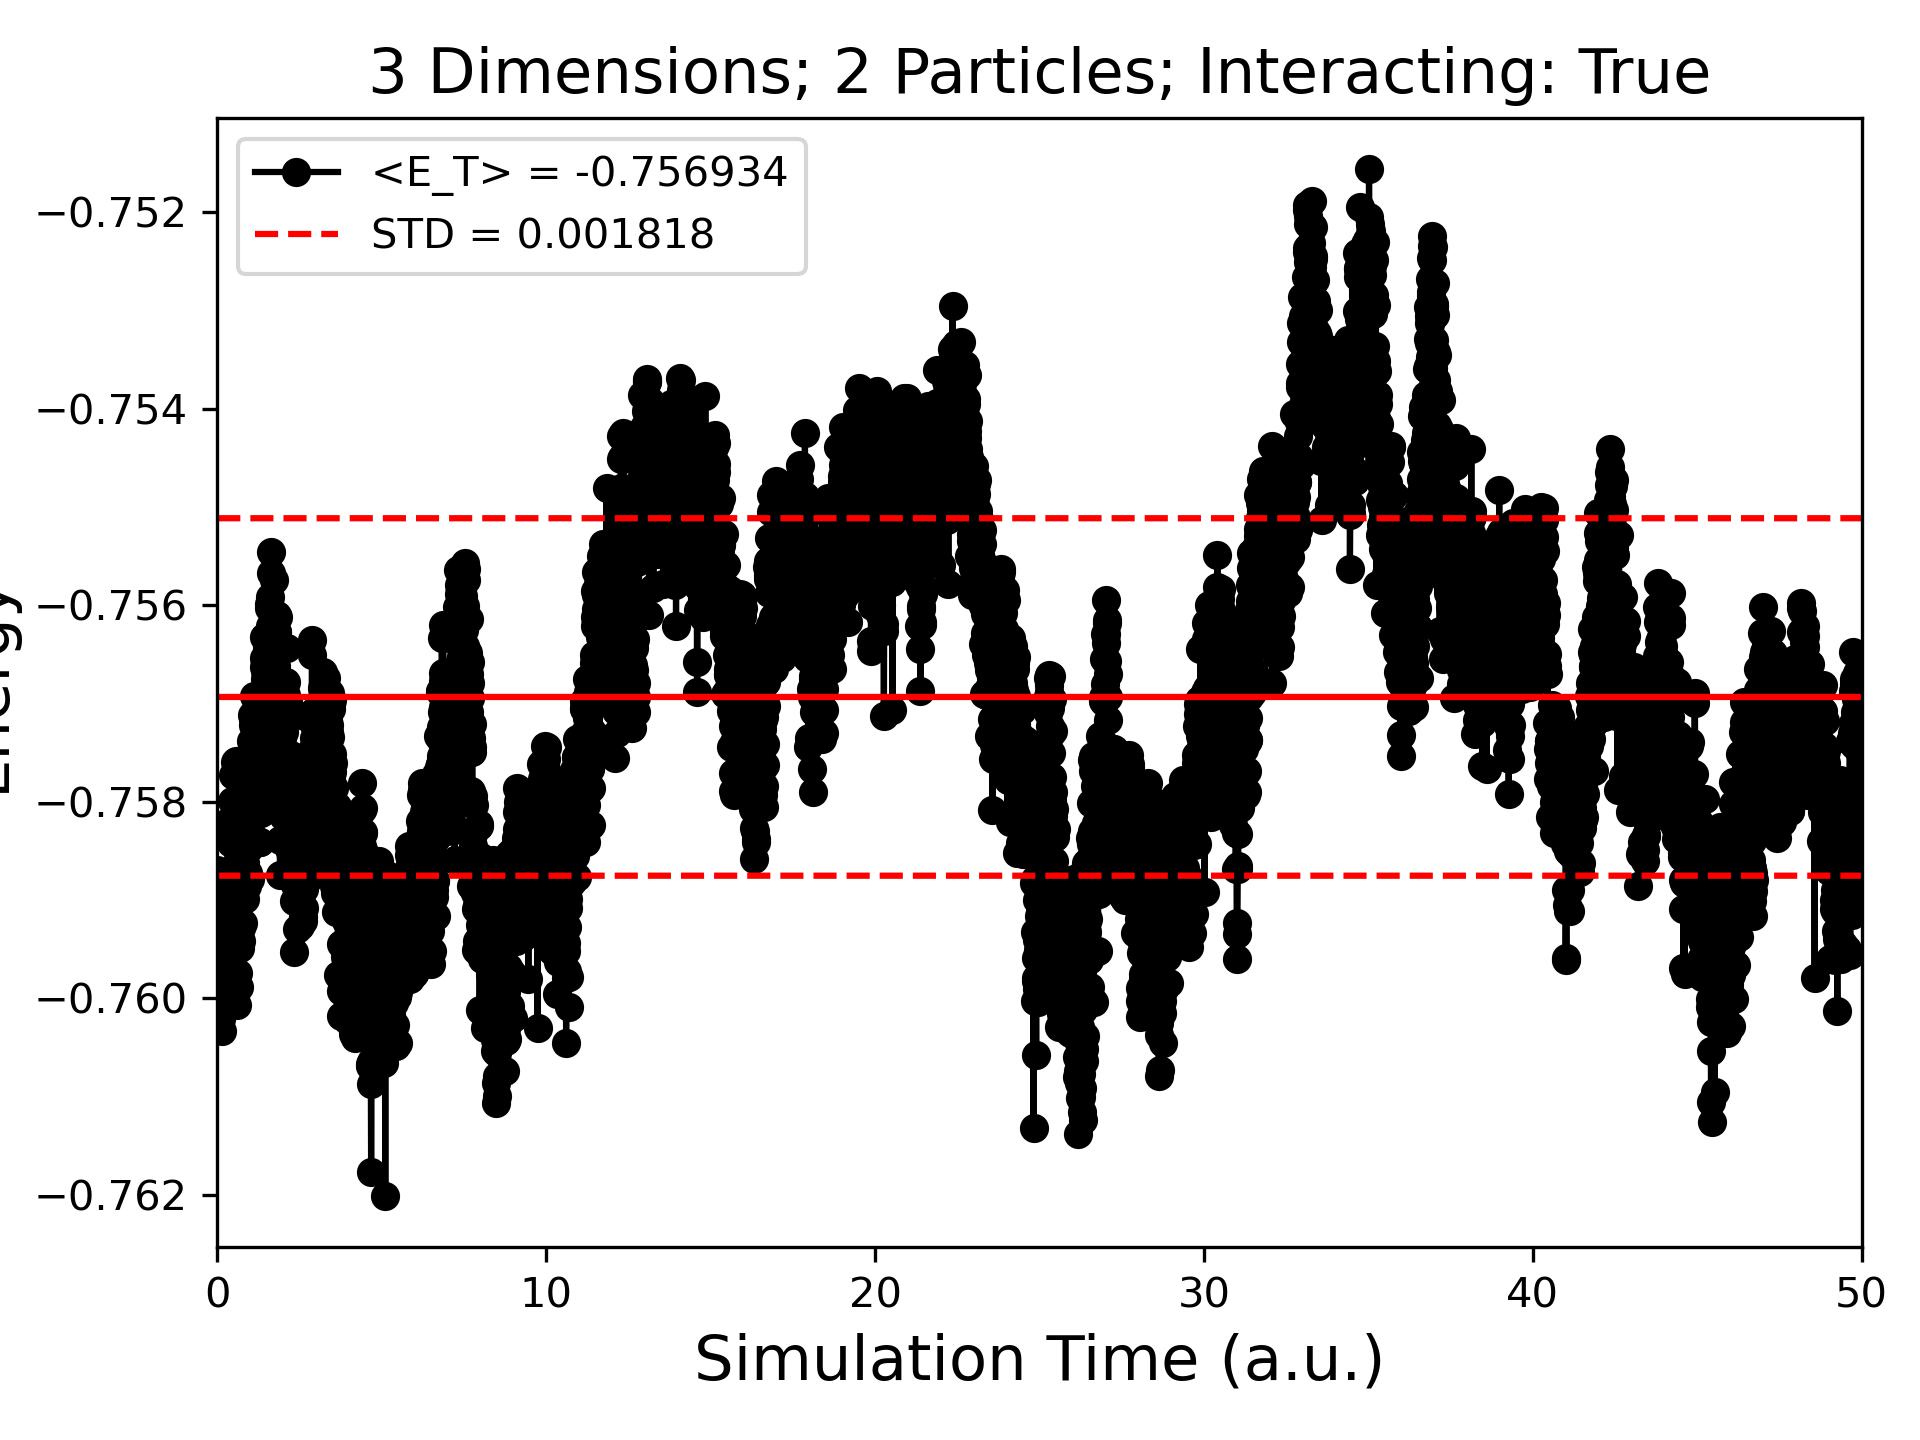 3 Dimensions; 2 Particles; Interacting: True
<E_T> = -0.756934
STD = 0.001818
−0.752
−0.754
−0.756
−0.758
−0.760
−0.762
Energy
0 10 20 30 40 50
Simulation Time (a.u.)